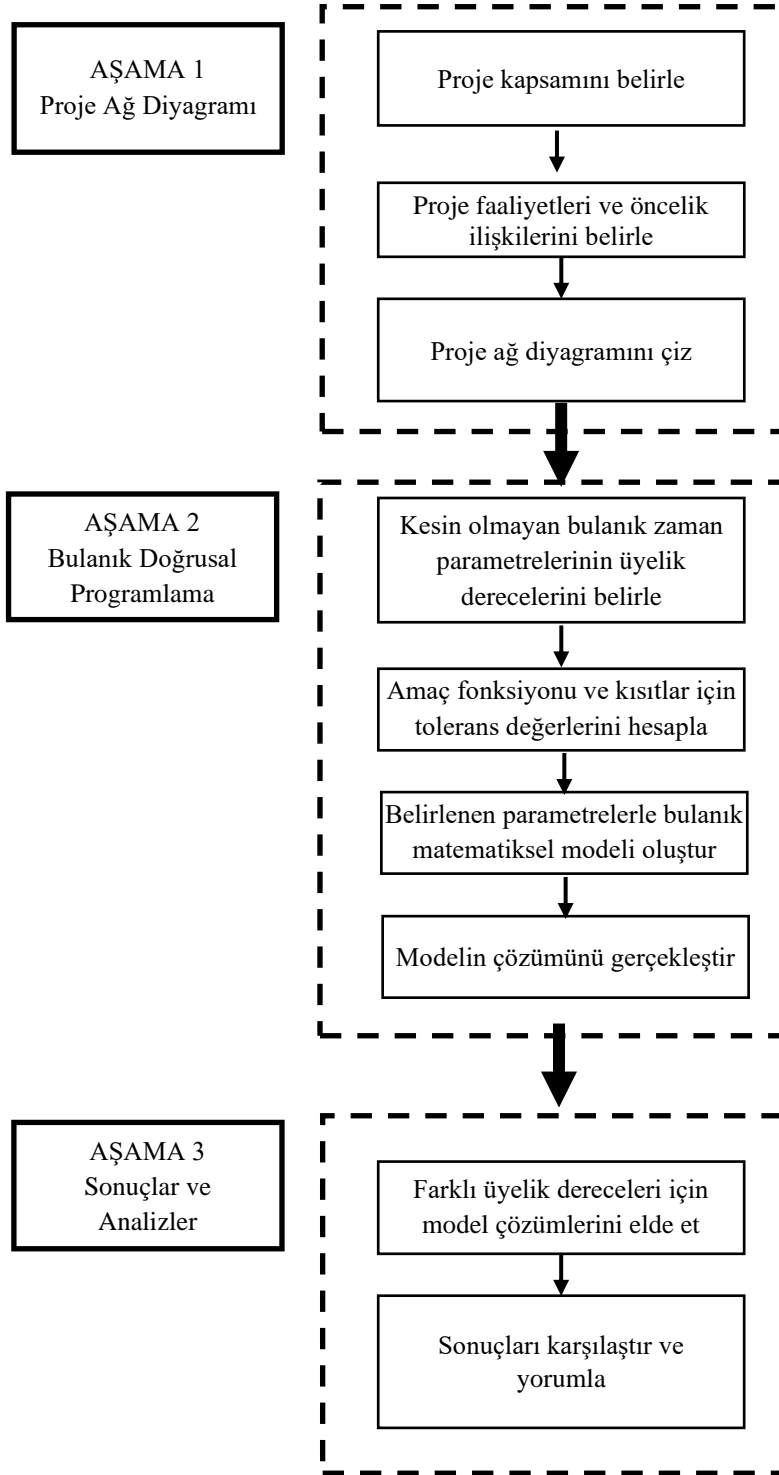 AŞAMA 1
Proje Ağ Diyagramı
Proje kapsamını belirle
Proje faaliyetleri ve öncelik
ilişkilerini belirle
Proje ağ diyagramını çiz
AŞAMA 2
Bulanık Doğrusal
Programlama
Kesin olmayan bulanık zaman
parametrelerinin üyelik
derecelerini belirle
Amaç fonksiyonu ve kısıtlar için
tolerans değerlerini hesapla
Belirlenen parametrelerle bulanık
matematiksel modeli oluştur
Modelin çözümünü gerçekleştir
AŞAMA 3
Sonuçlar ve
Analizler
Farklı üyelik dereceleri için
model çözümlerini elde et
Sonuçları karşılaştır ve
yorumla